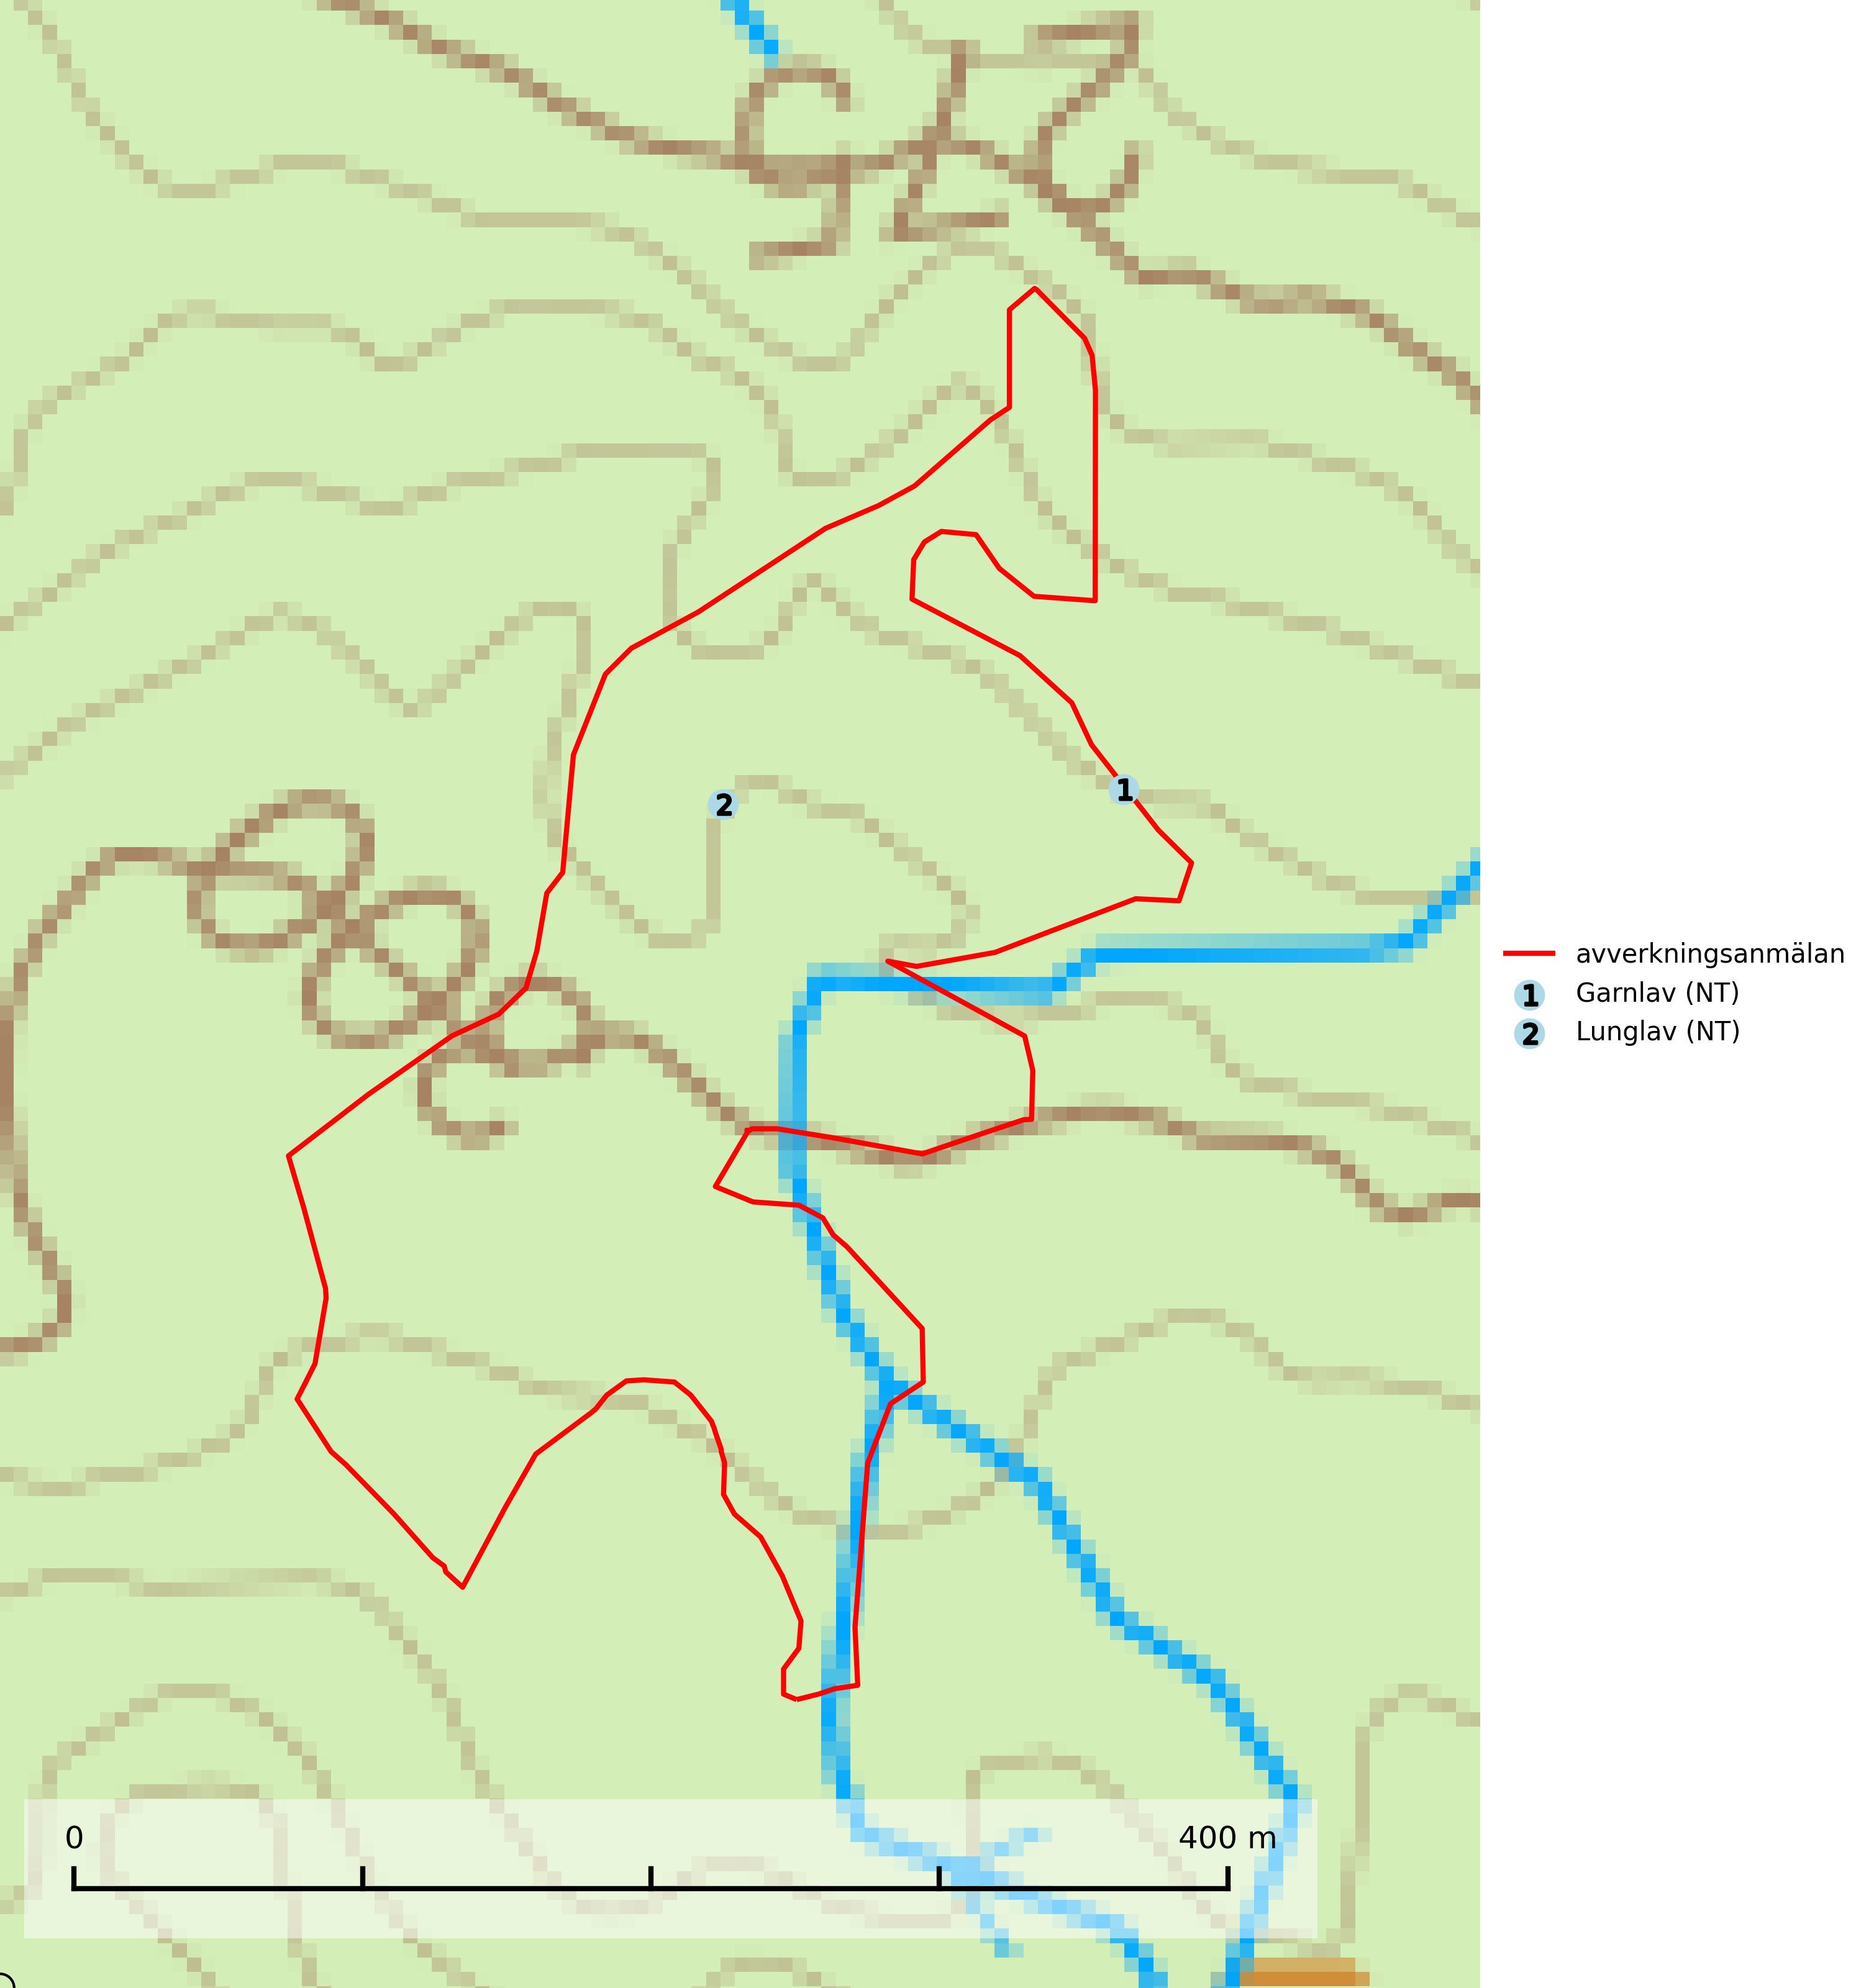 2
1
avverkningsanmälan
1 Garnlav (NT)
2 Lunglav (NT)
0 400 m